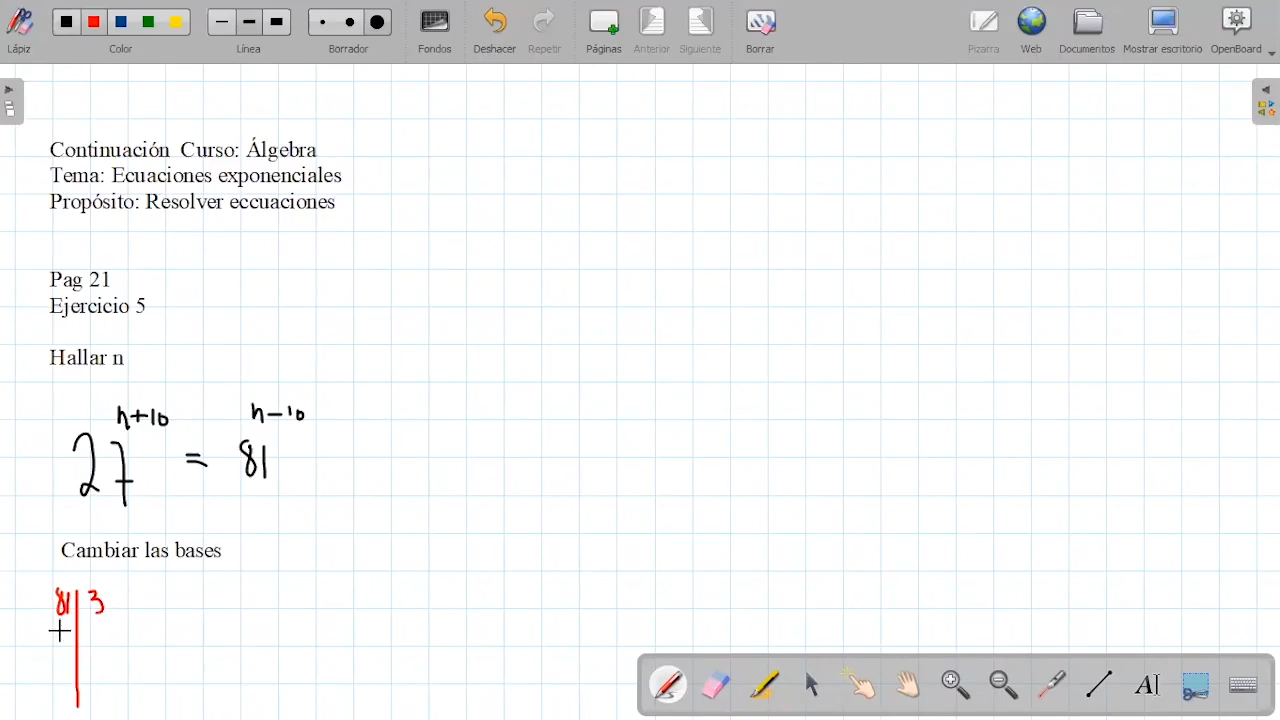 Lápiz
Color
Línea
Borrador
Fondos
Deshacer
Repetir
Páginas
Anterior
Siguiente
Borrar
Pizarra
Web
Documentos
Mostrar escritorio
OpenBoard
Continuación Curso: Álgebra
Tema: Ecuaciones exponenciales
Propósito: Resolver eccuaciones
Pag 21
Ejercicio 5
Hallar n
n+10 n-10
27 = 81
Cambiar las bases
81 | 3